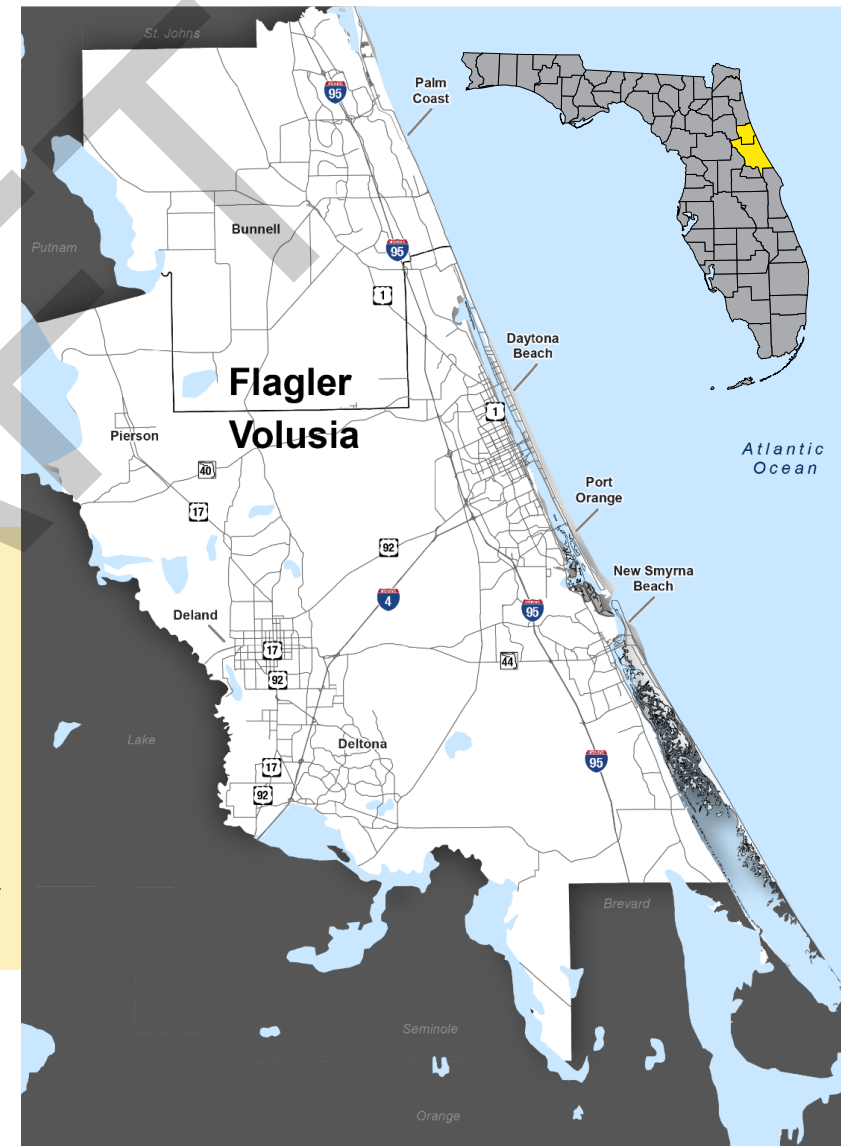 St. Johns
95
Palm
Coast
Putnam
Bunnell
95
1
Daytona
Beach
Flagler
Volusia
1
Pierson
40
17
Atlantic
Ocean
Port
Orange
92
New Smyrna
Beach
4
95
Deland
17
44
92
Lake
Deltona
17
95
92
Brevard
Seminole
Orange